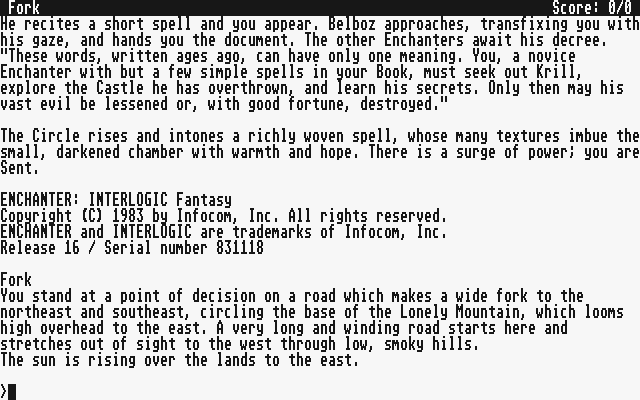 Fork Score: 0/0
He recites a short spell and you appear. Belboz approaches, transfixing you with
his gaze, and hands you the document. The other Enchanters await his decree.
"These words, written ages ago, can have only one meaning. You, a novice
Enchanter with but a few simple spells in your Book, must seek out Krill,
explore the Castle he has overthrown, and learn his secrets. Only then may his
vast evil be lessened or, with good fortune, destroyed."
The Circle rises and intones a richly woven spell, whose many textures imbue the
small, darkened chamber with warmth and hope. There is a surge of power; you are
Sent.
ENCHANTER: INTERLOGIC Fantasy
Copyright (C) 1983 by Infocom, Inc. All rights reserved.
ENCHANTER and INTERLOGIC are trademarks of Infocom, Inc.
Release 16 / Serial number 831118
Fork
You stand at a point of decision on a road which makes a wide fork to the
northeast and southeast, circling the base of the Lonely Mountain, which looms
high overhead to the east. A very long and winding road starts here and
stretches out of sight to the west through low, smoky hills.
The sun is rising over the lands to the east.
>